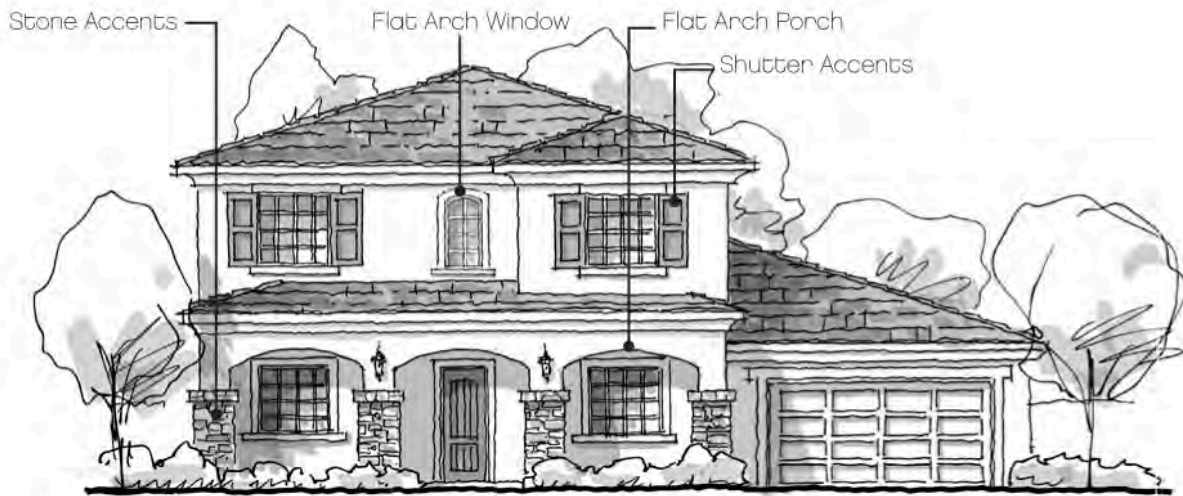 Stone Accents
Flat Arch Window
Flat Arch Porch
Shutter Accents